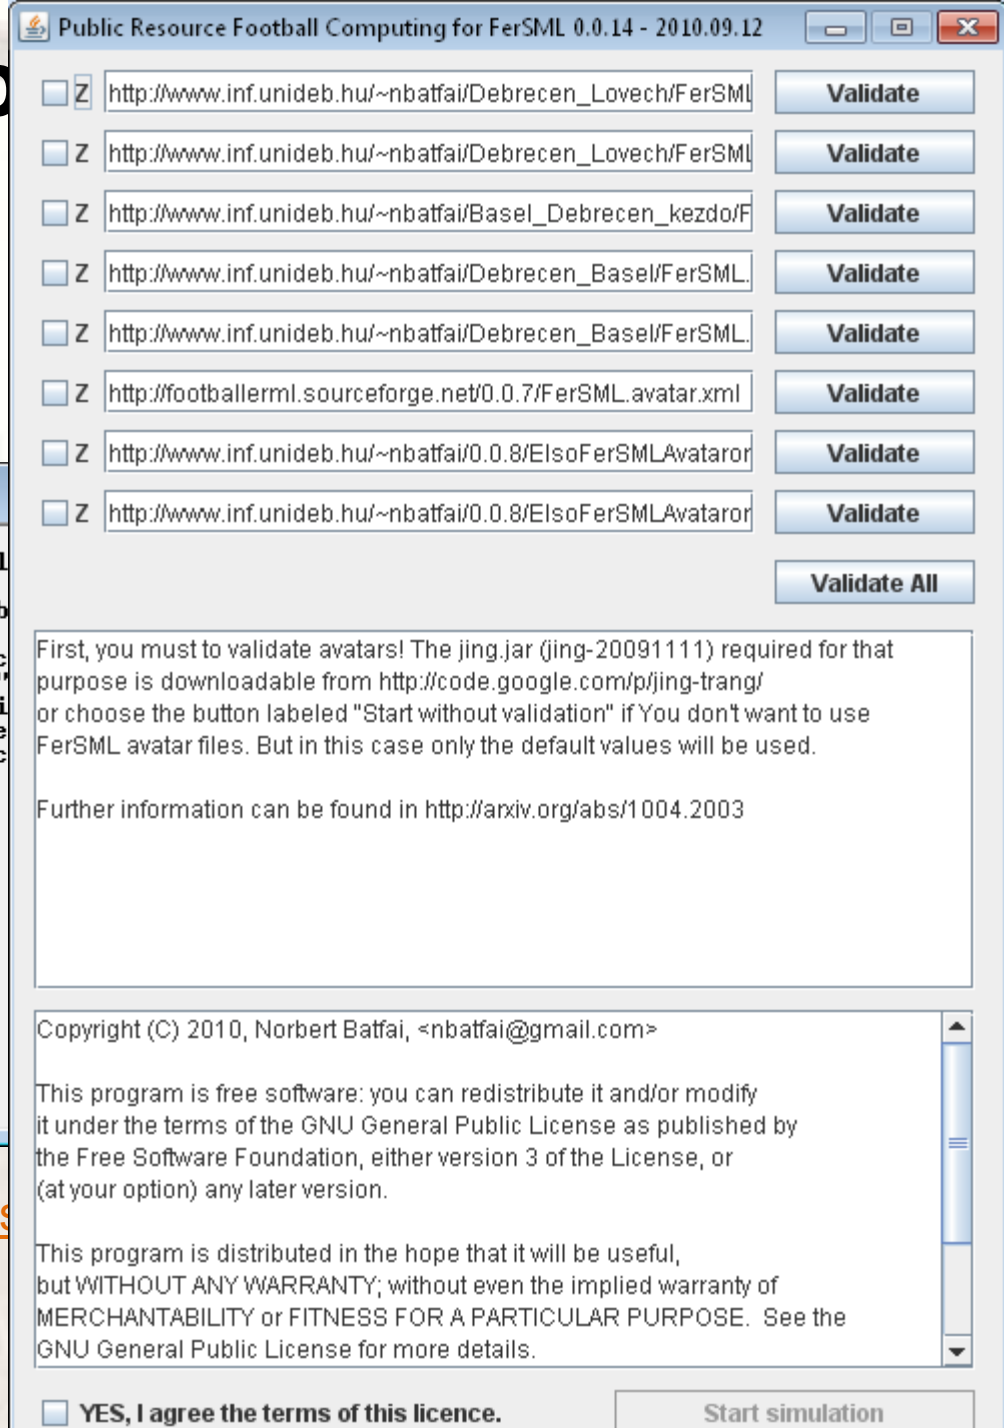 Public Resource Football Computing for FerSML 0.0.14 - 2010.09.12
Z http://www.inf.unideb.hu/~nbatfai/Debrecen_Lovech/FerSML Validate
Z http://www.inf.unideb.hu/~nbatfai/Debrecen_Lovech/FerSML Validate
Z http://www.inf.unideb.hu/~nbatfai/Basel_Debrecen_kezdo/F Validate
Z http://www.inf.unideb.hu/~nbatfai/Debrecen_Basel/FerSML. Validate
Z http://www.inf.unideb.hu/~nbatfai/Debrecen_Basel/FerSML. Validate
Z http://footballerml.sourceforge.net/0.0.7/FerSML.avatar.xml Validate
Z http://www.inf.unideb.hu/~nbatfai/0.0.8/ElsoFerSMLAvataror Validate
Z http://www.inf.unideb.hu/~nbatfai/0.0.8/ElsoFerSMLAvataror Validate
Validate All
First, you must to validate avatars! The jing.jar (jing-20091111) required for that
purpose is downloadable from http://code.google.com/p/jing-trang/
or choose the button labeled "Start without validation" if You don't want to use
FerSML avatar files. But in this case only the default values will be used.
Further information can be found in http://arxiv.org/abs/1004.2003
Copyright (C) 2010, Norbert Batfai, <nbatfai@gmail.com>
This program is free software: you can redistribute it and/or modify
it under the terms of the GNU General Public License as published by
the Free Software Foundation, either version 3 of the License, or
(at your option) any later version.
This program is distributed in the hope that it will be useful,
but WITHOUT ANY WARRANTY; without even the implied warranty of
MERCHANTABILITY or FITNESS FOR A PARTICULAR PURPOSE.  See the
GNU General Public License for more details.
YES, I agree the terms of this licence. Start simulation